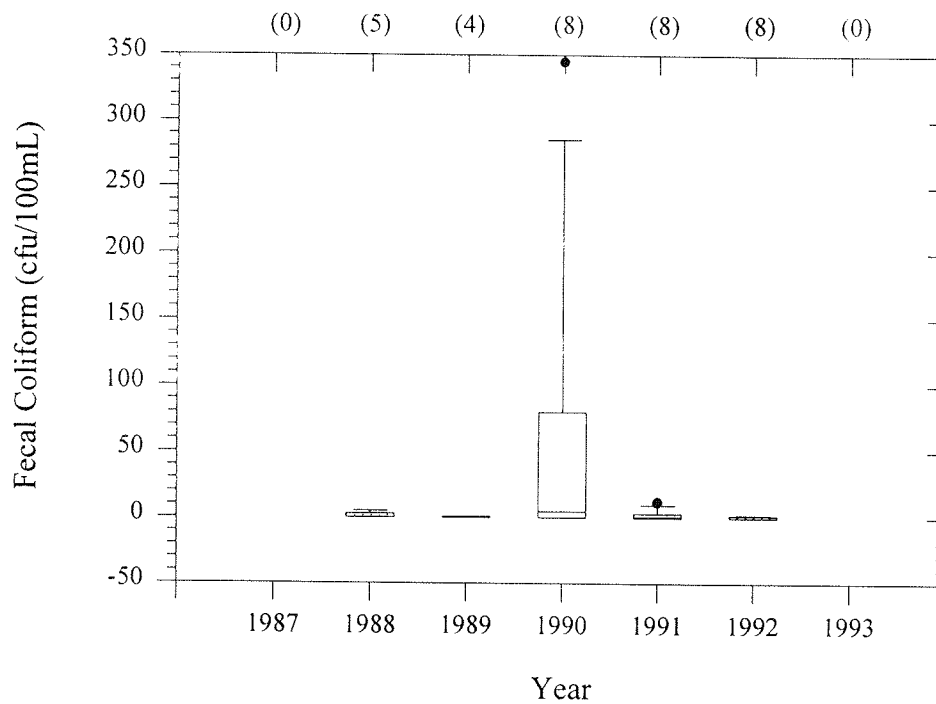 (0) (5) (4) (8) (8) (8) (0)
350
300
250
200
150
100
50
0
-50
Fecal Coliform (cfu/100mL)
1987 1988 1989 1990 1991 1992 1993
Year